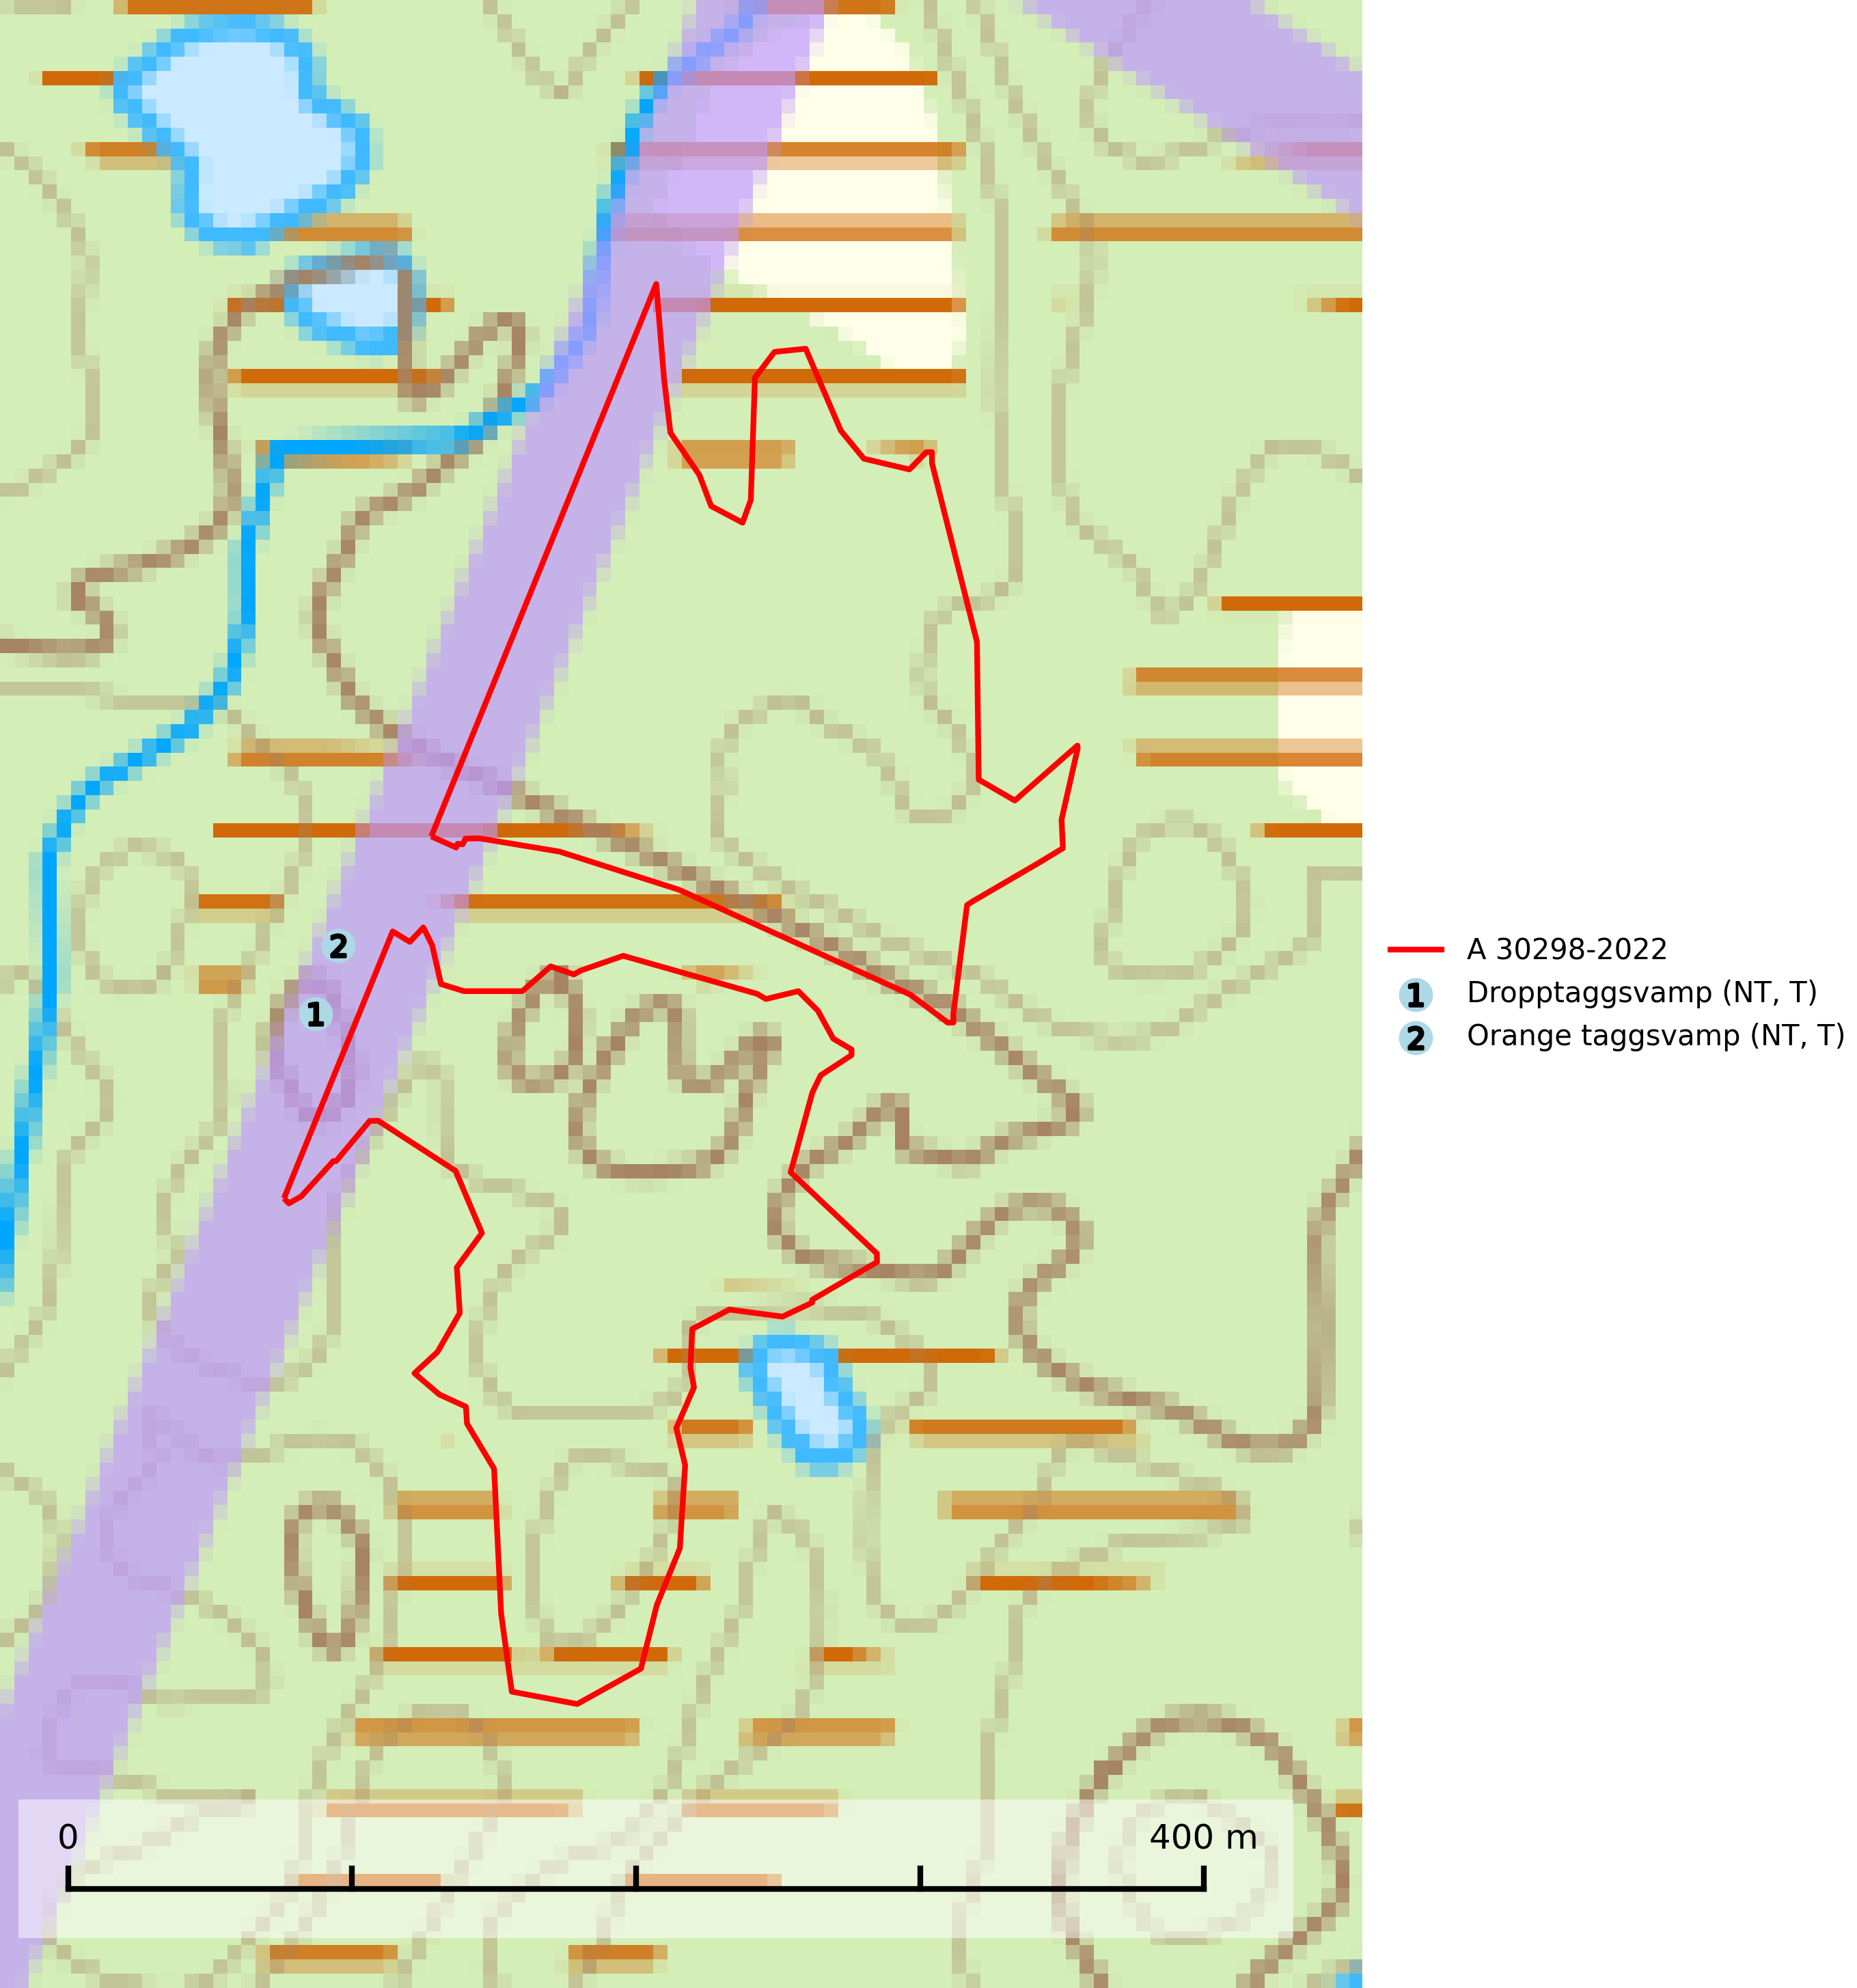 2
1
A 30298-2022
1 Dropptaggsvamp (NT, T)
2 Orange taggsvamp (NT, T)
0 400 m